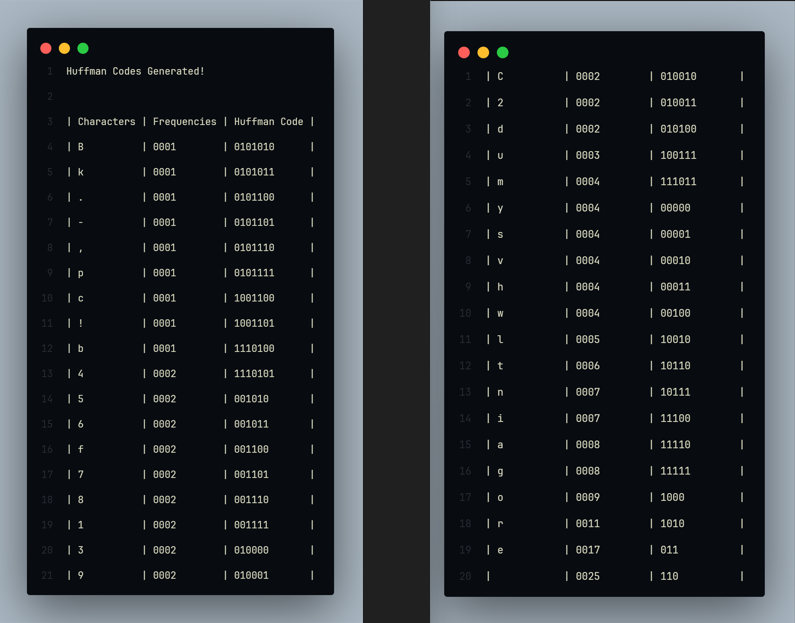 1 Huffman Codes Generated!
2
3 | Characters | Frequencies | Huffman Code |
4 | B | 0001 | 0101010 |
5 | k | 0001 | 0101011 |
6 | . | 0001 | 0101100 |
7 | - | 0001 | 0101101 |
8 | , | 0001 | 0101110 |
9 | p | 0001 | 0101111 |
10 | c | 0001 | 1001100 |
11 | ! | 0001 | 1001101 |
12 | b | 0001 | 1110100 |
13 | 4 | 0002 | 1110101 |
14 | 5 | 0002 | 001010 |
15 | 6 | 0002 | 001011 |
16 | f | 0002 | 001100 |
17 | 7 | 0002 | 001101 |
18 | 8 | 0002 | 001110 |
19 | 1 | 0002 | 001111 |
20 | 3 | 0002 | 010000 |
21 | 9 | 0002 | 010001 |
1 | C | 0002 | 010010 |
2 | 2 | 0002 | 010011 |
3 | d | 0002 | 010100 |
4 | u | 0003 | 100111 |
5 | m | 0004 | 111011 |
6 | y | 0004 | 00000 |
7 | s | 0004 | 00001 |
8 | v | 0004 | 00010 |
9 | h | 0004 | 00011 |
10 | w | 0004 | 00100 |
11 | l | 0005 | 10010 |
12 | t | 0006 | 10110 |
13 | n | 0007 | 10111 |
14 | i | 0007 | 11100 |
15 | a | 0008 | 11110 |
16 | g | 0008 | 11111 |
17 | o | 0009 | 1000 |
18 | r | 0011 | 1010 |
19 | e | 0017 | 011 |
20 | | 0025 | 110 |